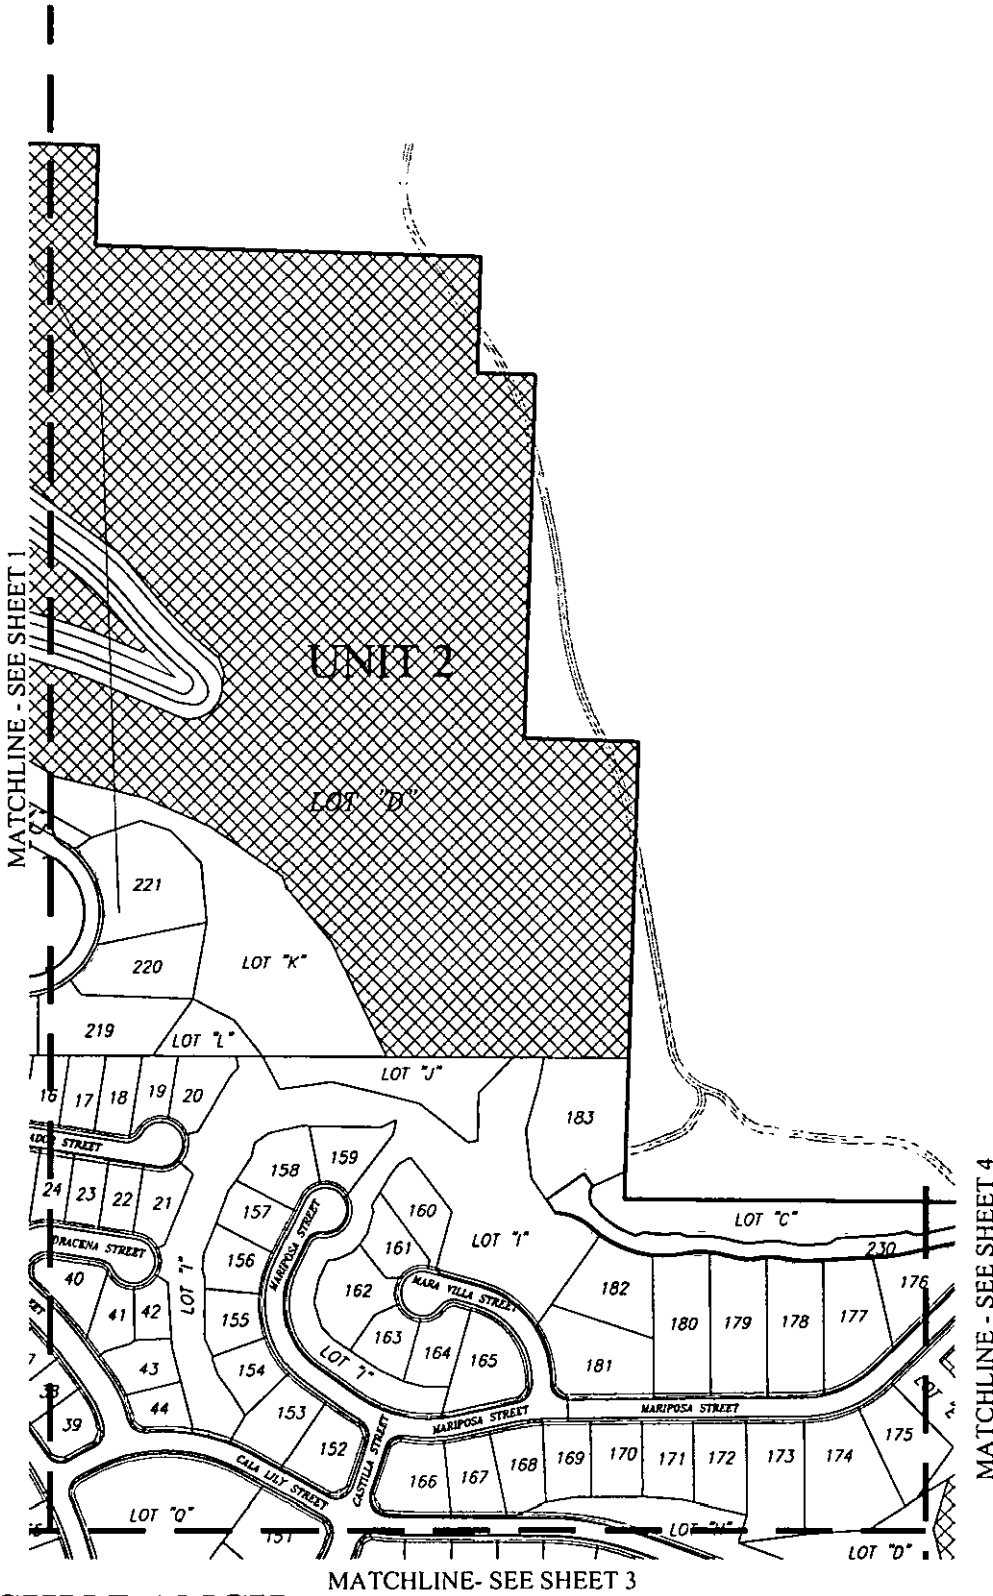 MATCHLINE - SEE SHEET 1
UNIT 2
LOT "D"
221
220
LOT "K"
219
LOT "L"
LOT "J"
16
17
18
19
20
183
STREET
159
158
24
23
22
21
160
157
LOT "C"
DRACENA STREET
MARIPOSA STREET
161
LOT "I"
230
156
40
LOT "I"
162
MARA VILLA STREET
182
176
41
42
155
163
180
179
178
177
164
43
154
LOT "I"
165
181
38
44
153
MARIPOSA STREET
MARIPOSA STREET
LOT
39
152
CASTILLA STREET
175
CALA LILY STREET
166
167
168
169
170
171
172
173
174
LOT "Q"
151
LOT "H"
LOT "D"
MATCHLINE - SEE SHEET 4
MATCHLINE- SEE SHEET 3